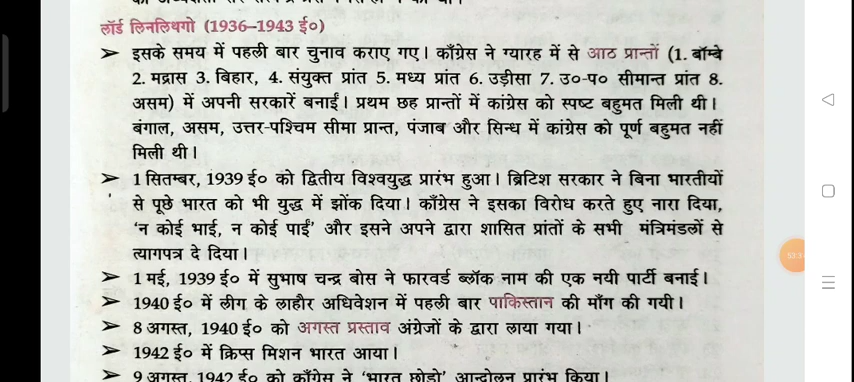 लॉर्ड लिनलिथगो (1936–1943 ई०)
➢ इसके समय में पहली बार चुनाव कराए गए। काँग्रेस ने ग्यारह में से आठ प्रान्तों (1. बॉम्बे
2. मद्रास 3. बिहार, 4. संयुक्त प्रांत 5. मध्य प्रांत 6. उड़ीसा 7. उ०-प० सीमान्त प्रांत 8.
असम) में अपनी सरकारें बनाईं। प्रथम छह प्रान्तों में कांग्रेस को स्पष्ट बहुमत मिली थी।
बंगाल, असम, उत्तर-पश्चिम सीमा प्रान्त, पंजाब और सिन्ध में कांग्रेस को पूर्ण बहुमत नहीं
मिली थी।
➢ 1 सितम्बर, 1939 ई० को द्वितीय विश्वयुद्ध प्रारंभ हुआ। ब्रिटिश सरकार ने बिना भारतीयों
से पूछे भारत को भी युद्ध में झोंक दिया। काँग्रेस ने इसका विरोध करते हुए नारा दिया,
'न कोई भाई, न कोई पाई' और इसने अपने द्वारा शासित प्रांतों के सभी मंत्रिमंडलों से
त्यागपत्र दे दिया।
➢ 1 मई, 1939 ई० में सुभाष चन्द्र बोस ने फारवर्ड ब्लॉक नाम की एक नयी पार्टी बनाई।
➢ 1940 ई० में लीग के लाहौर अधिवेशन में पहली बार पाकिस्तान की माँग की गयी।
➢ 8 अगस्त, 1940 ई० को अगस्त प्रस्ताव अंग्रेजों के द्वारा लाया गया।
➢ 1942 ई० में क्रिप्स मिशन भारत आया।
➢ 9 अगस्त, 1942 ई० को काँग्रेस ने 'भारत छोड़ो' आन्दोलन प्रारंभ किया।